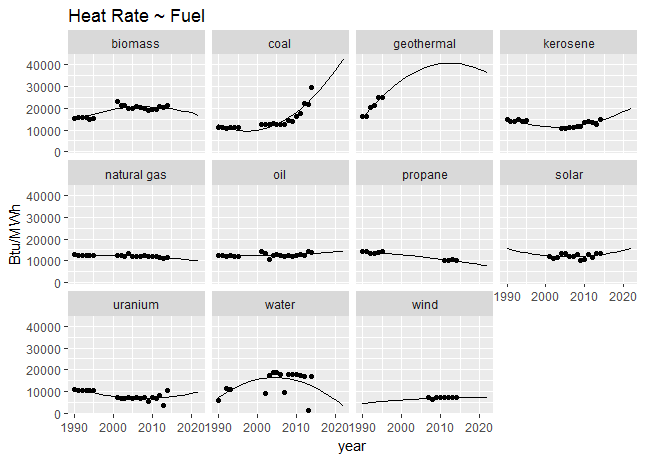 Heat Rate ~ Fuel
biomass coal geothermal kerosene
40000
30000
20000
10000
0
natural gas oil propane solar
40000
30000
20000
10000
0
1990 2000 2010 2020
uranium water wind
40000
30000
20000
10000
0
1990 2000 2010 2020 1990 2000 2010 2020 1990 2000 2010 2020
Btu/MWh
year